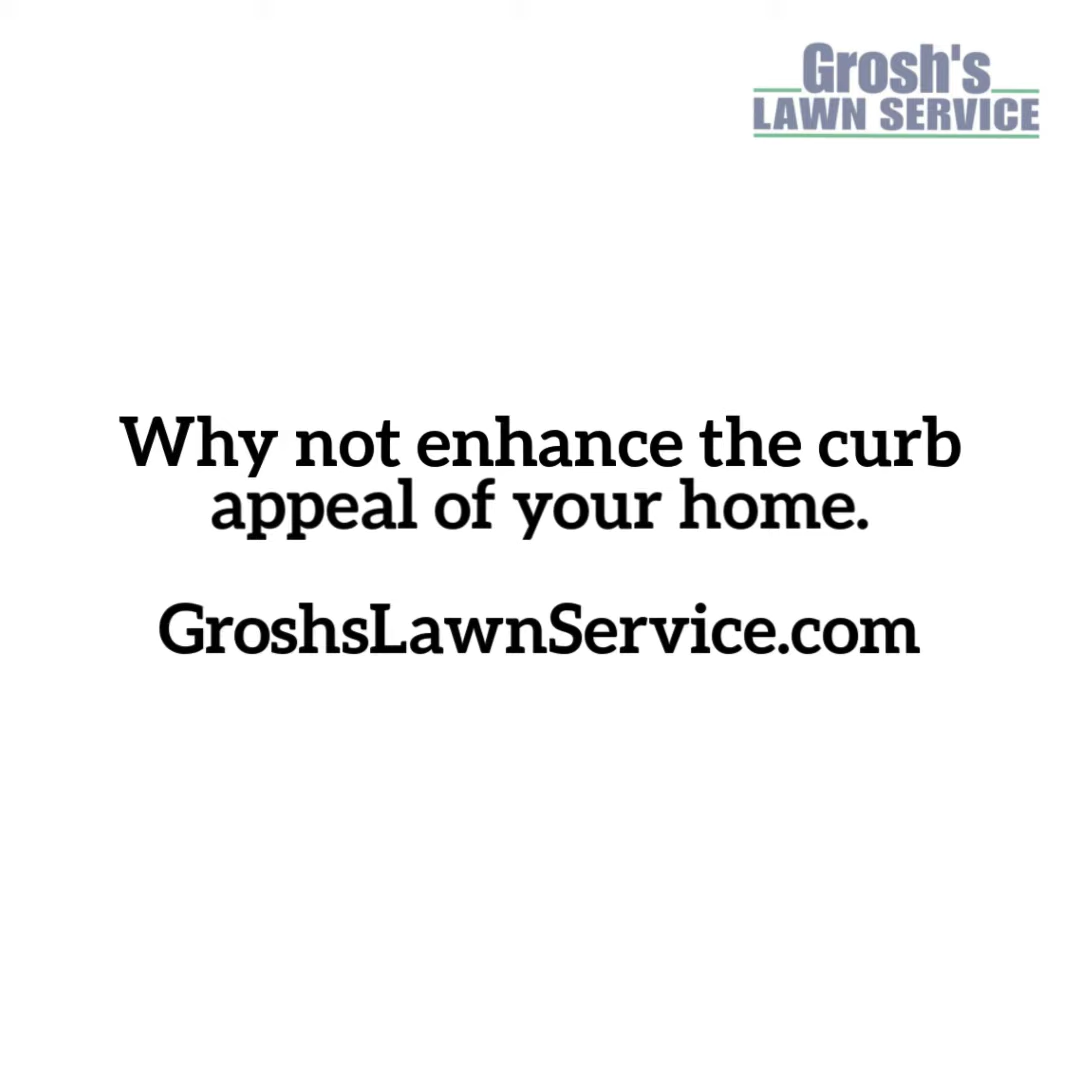 Grosh's
LAWN SERVICE
Why not enhance the curb
appeal of your home.
GroshsLawnService.com